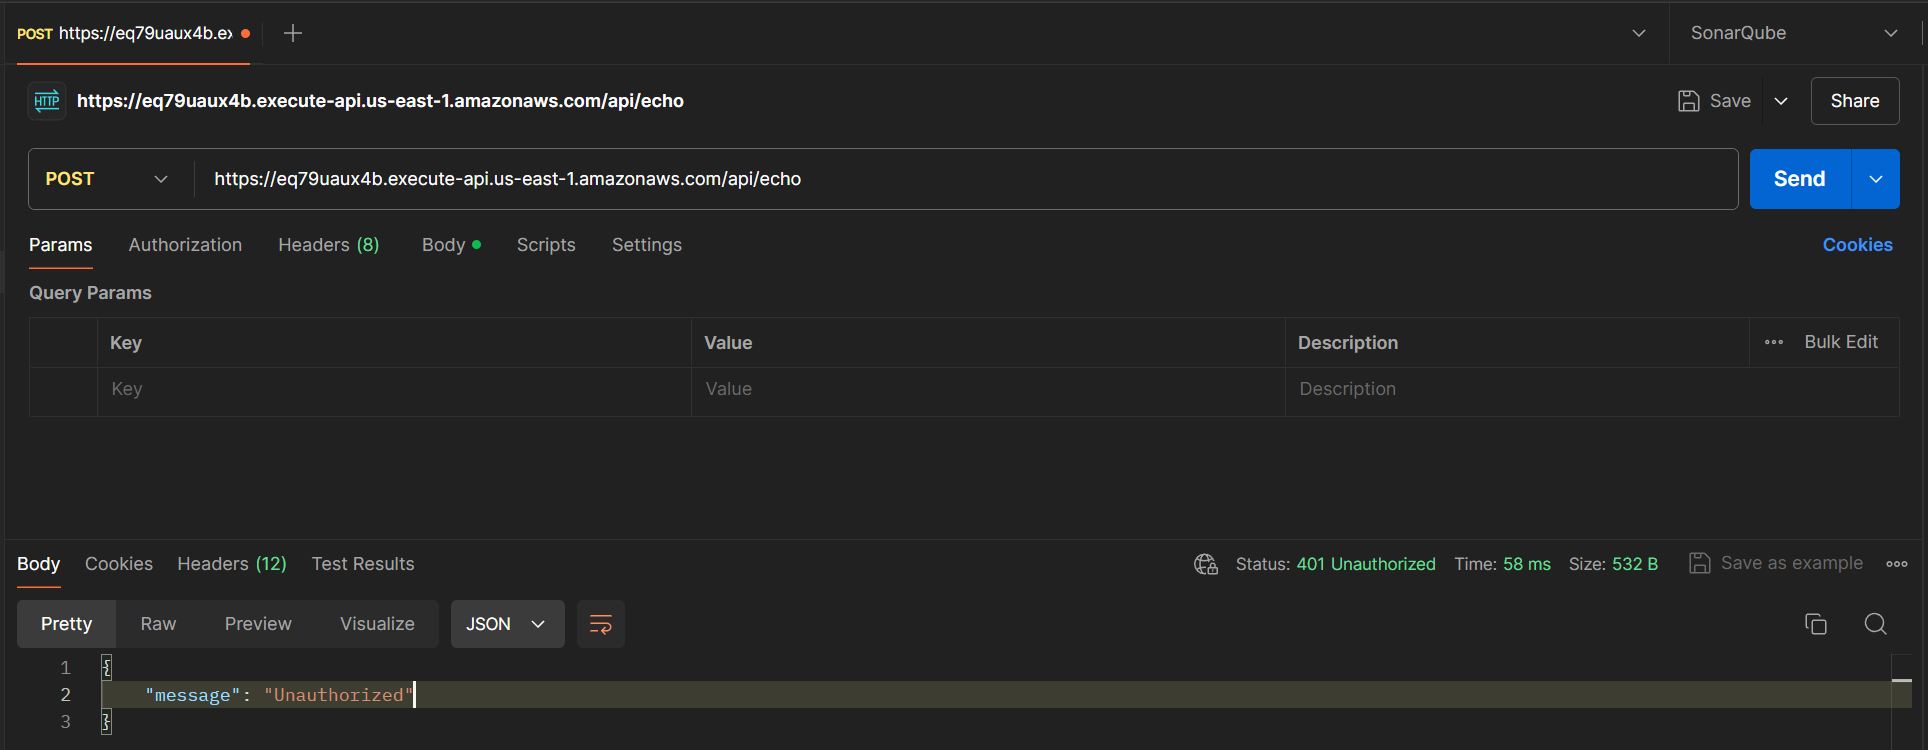 POST https://eq79uaux4b.ex
SonarQube
HTTP https://eq79uaux4b.execute-api.us-east-1.amazonaws.com/api/echo
Save
Share
POST
https://eq79uaux4b.execute-api.us-east-1.amazonaws.com/api/echo
Send
Params Authorization Headers (8) Body Scripts Settings
Cookies
Query Params
Key Value Description Bulk Edit
Key Value Description
Body Cookies Headers (12) Test Results
Status: 401 Unauthorized Time: 58 ms Size: 532 B Save as example
Pretty Raw Preview Visualize JSON
1 {
2 "message": "Unauthorized"
3 }